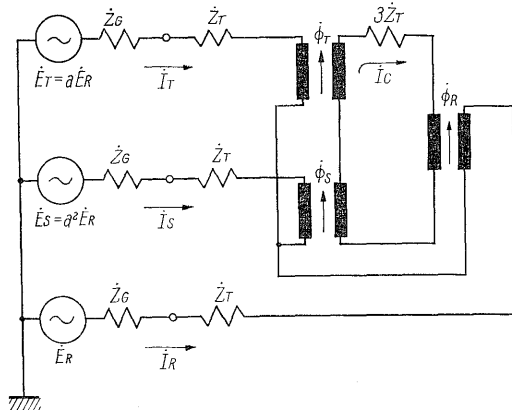 Ż_G Ż_T
Ė_T=aĖ_R
İ_T
ϕ̇_T
3Ż_T
İ_C
ϕ̇_R
Ż_G Ż_T
Ė_S=a²Ė_R
İ_S
ϕ̇_S
Ż_G Ż_T
Ė_R
İ_R